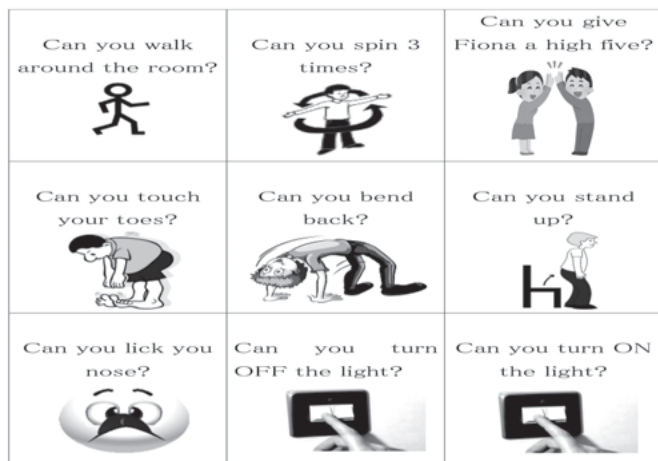 Can you walk
around the room?
Can you spin 3
times?
Can you give
Fiona a high five?
Can you touch
your toes?
Can you bend
back?
Can you stand
up?
Can you lick you
nose?
Can you turn
OFF the light?
Can you turn ON
the light?